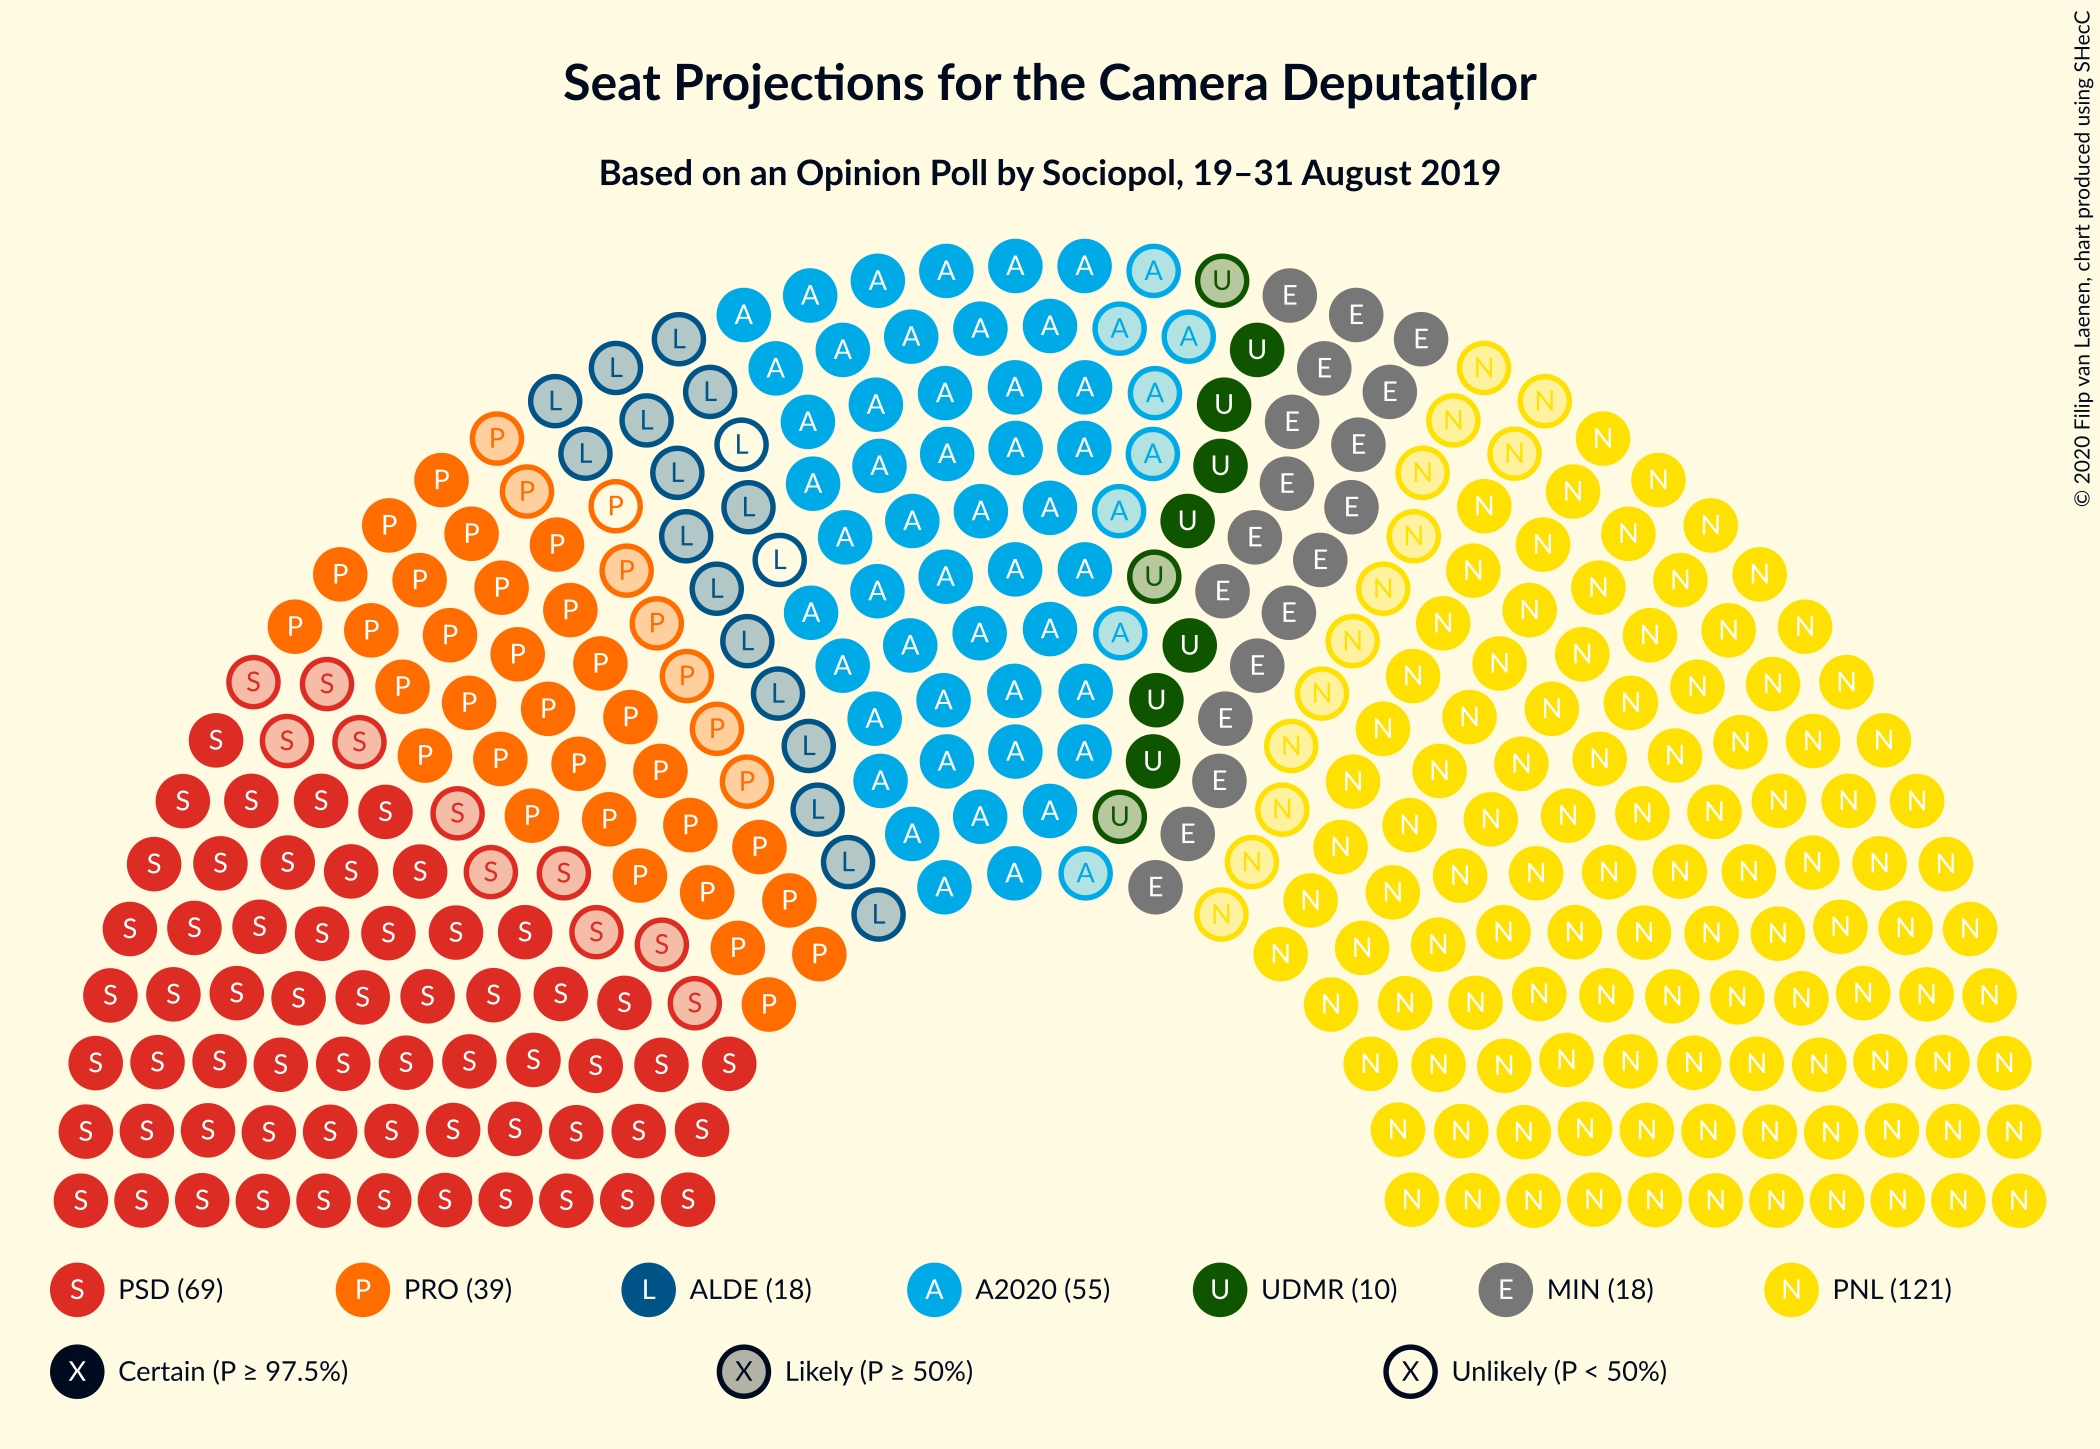 Seat Projections for the Camera Deputaților
Based on an Opinion Poll by Sociopol, 19–31 August 2019
© 2020 Filip van Laenen, chart produced using SHecC
S PSD (69) P PRO (39) L ALDE (18) A A2020 (55) U UDMR (10) E MIN (18) N PNL (121)
X Certain (P ≥ 97.5%) X Likely (P ≥ 50%) X Unlikely (P < 50%)